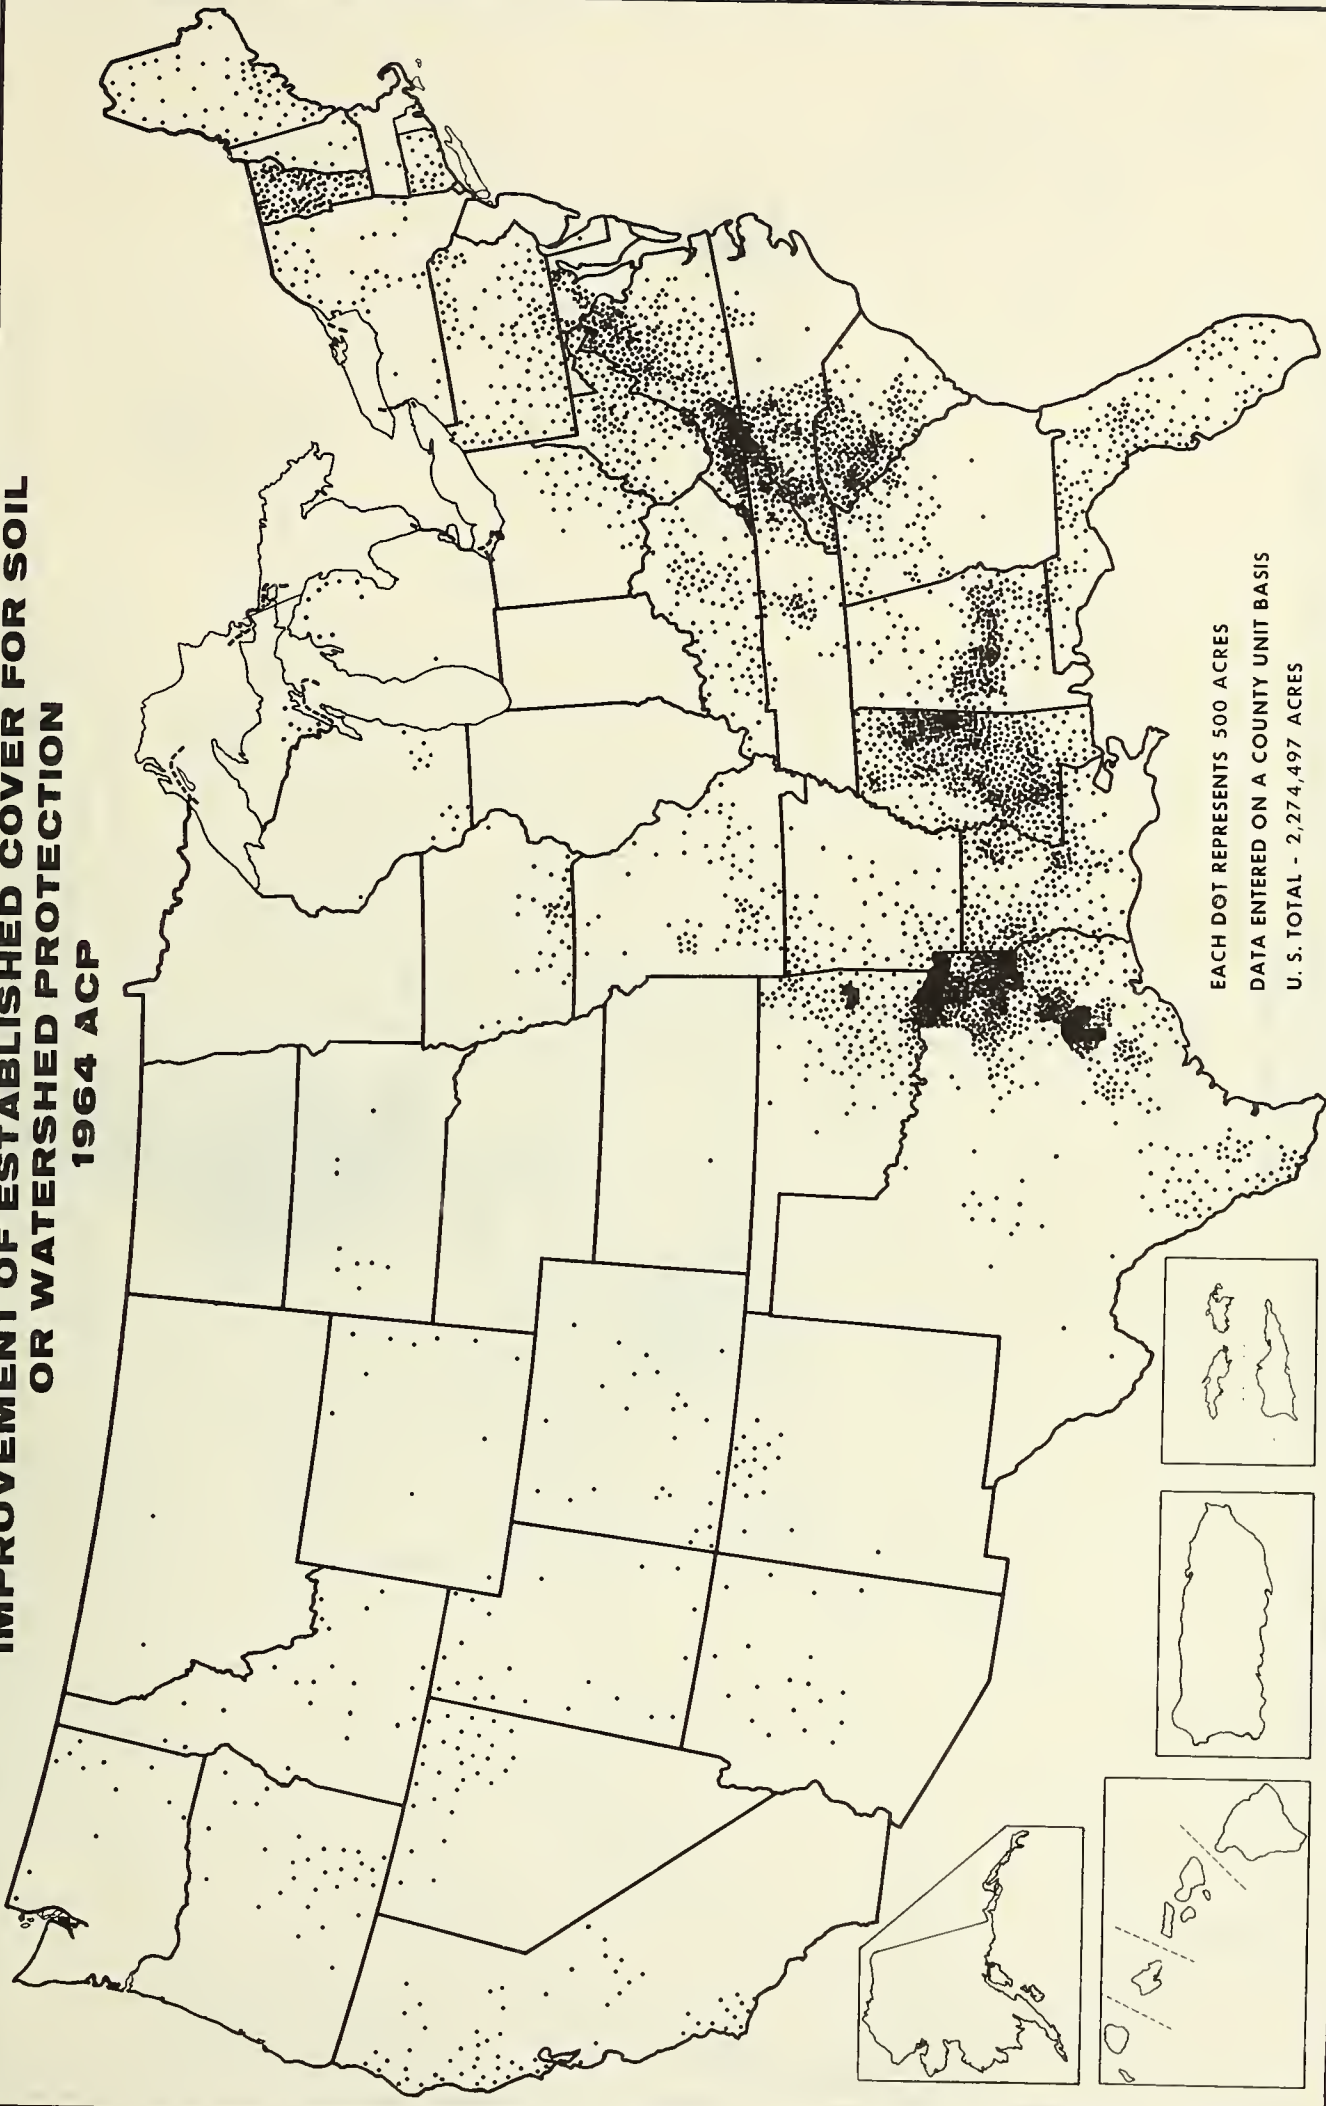 IMPROVEMENT OF ESTABLISHED COVER FOR SOIL
OR WATERSHED PROTECTION
1964 ACP
EACH DOT REPRESENTS 500 ACRES
DATA ENTERED ON A COUNTY UNIT BASIS
U. S. TOTAL - 2,274,497 ACRES